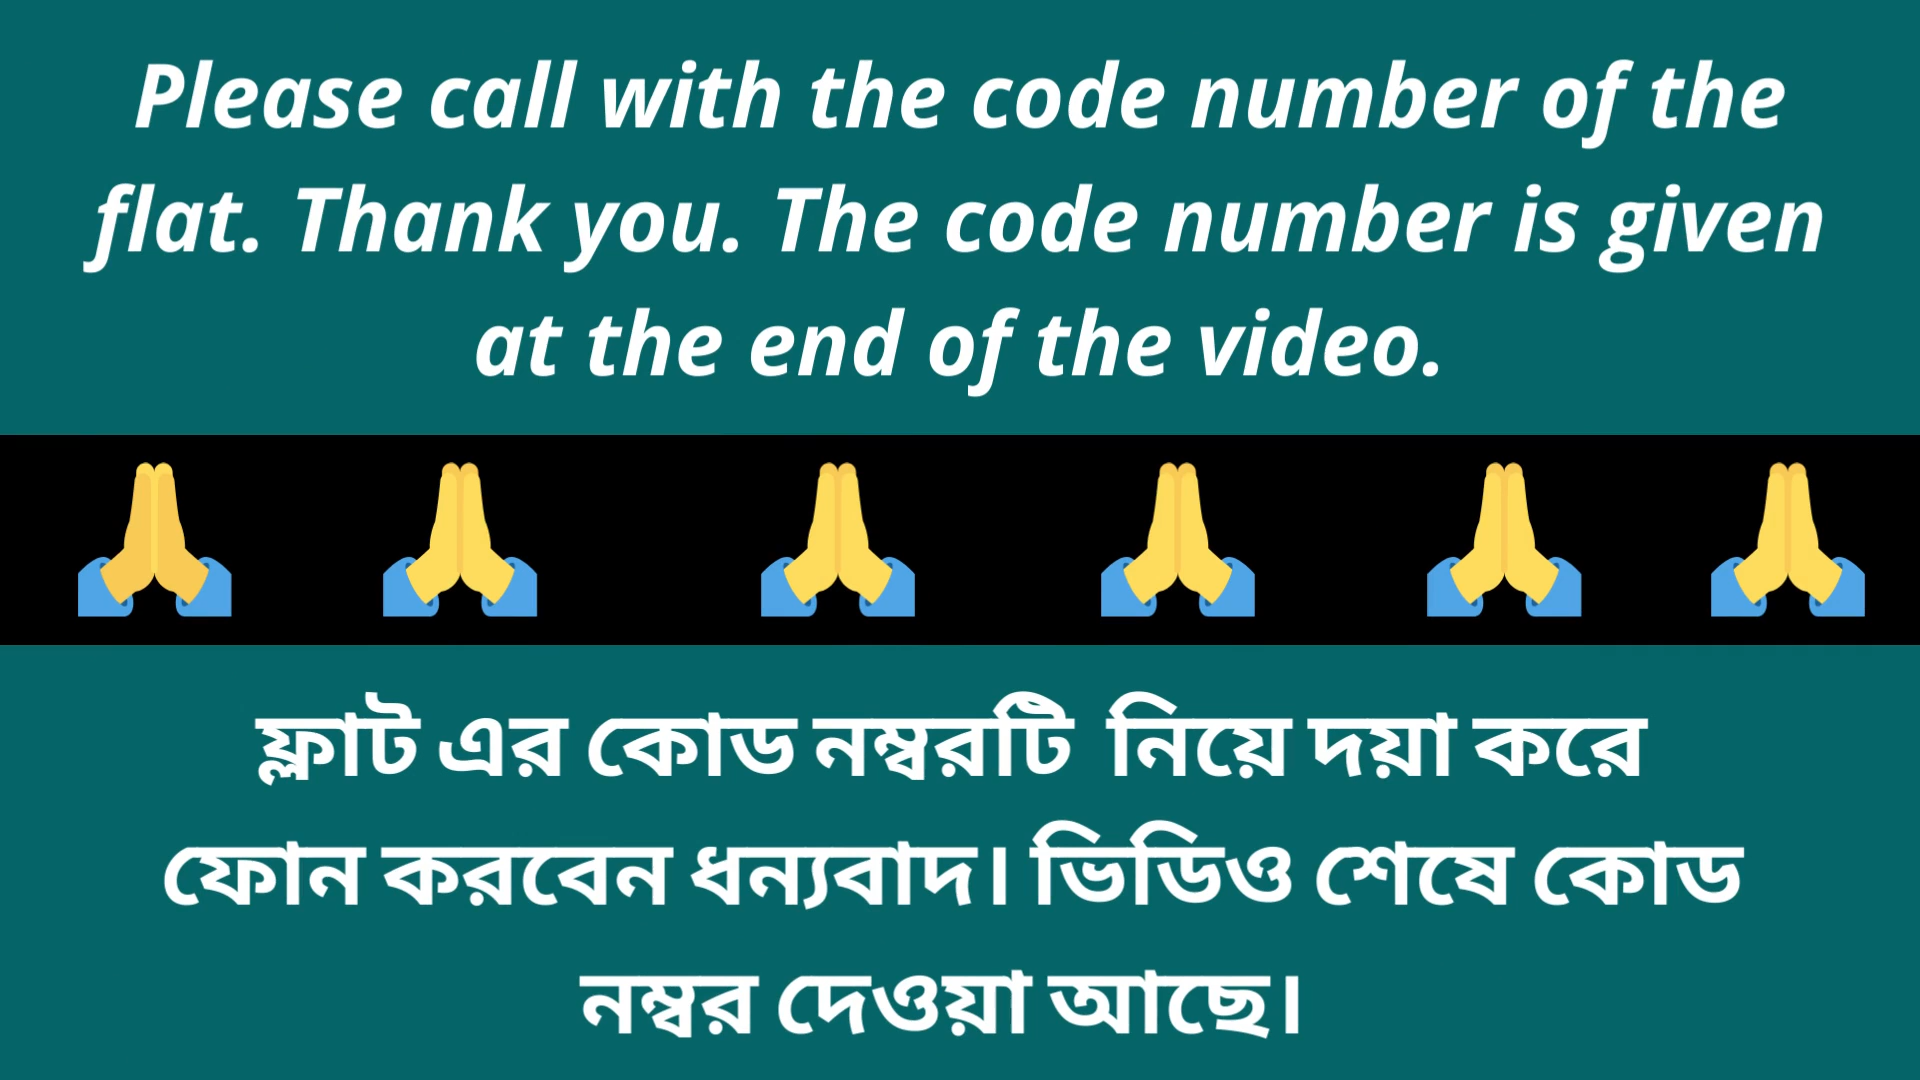 Please call with the code number of the
flat. Thank you. The code number is given
at the end of the video.
ফ্লাট এর কোড নম্বরটি নিয়ে দয়া করে
ফোন করবেন ধন্যবাদ। ভিডিও শেষে কোড
নম্বর দেওয়া আছে।